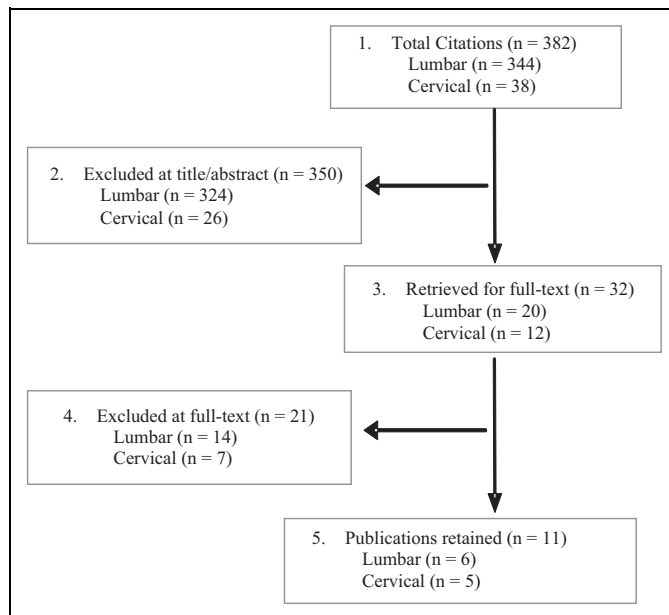 1. Total Citations (n = 382)
Lumbar (n = 344)
Cervical (n = 38)
2. Excluded at title/abstract (n = 350)
Lumbar (n = 324)
Cervical (n = 26)
3. Retrieved for full-text (n = 32)
Lumbar (n = 20)
Cervical (n = 12)
4. Excluded at full-text (n = 21)
Lumbar (n = 14)
Cervical (n = 7)
5. Publications retained (n = 11)
Lumbar (n = 6)
Cervical (n = 5)